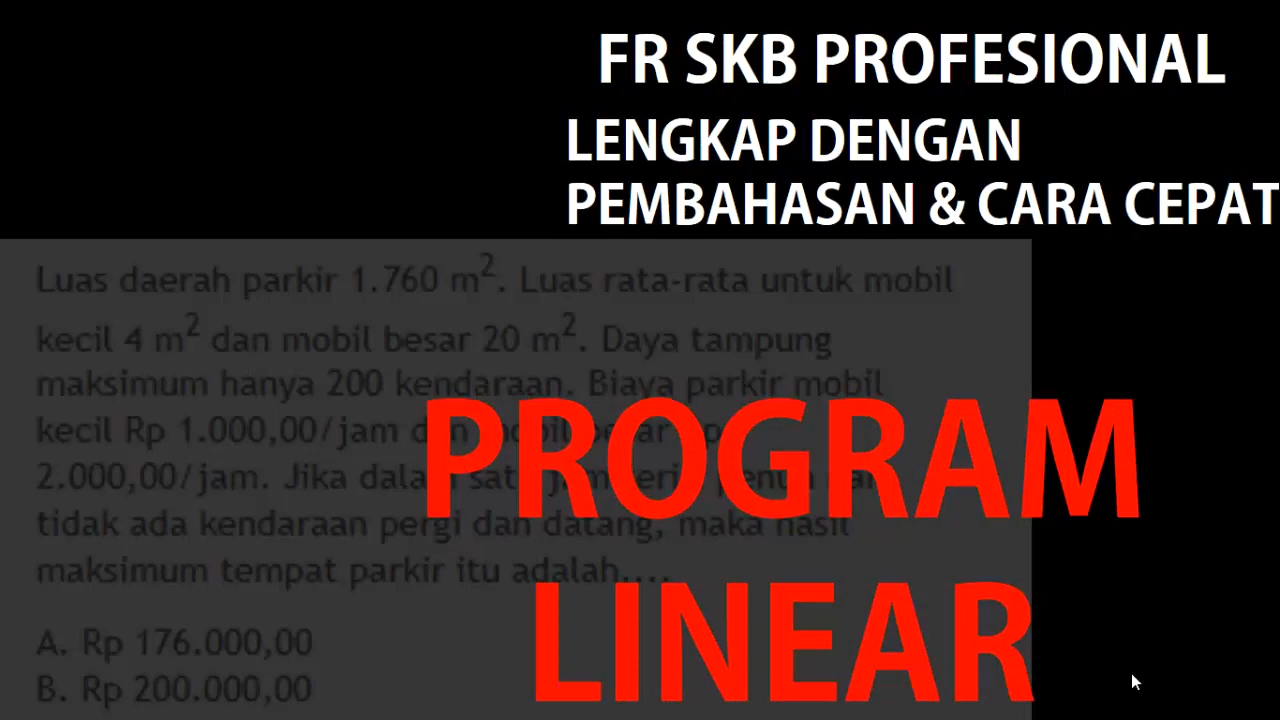 FR SKB PROFESIONAL
LENGKAP DENGAN
PEMBAHASAN & CARA CEPAT
Luas daerah parkir 1.760 m². Luas rata-rata untuk mobil
kecil 4 m² dan mobil besar 20 m². Daya tampung
maksimum hanya 200 kendaraan. Biaya parkir mobil
kecil Rp 1.000,00/jam
2.000,00/jam. Jika
tidak ada kendaraan pergi dan datang, maka hasil
maksimum tempat parkir itu adalah....
PROGRAM
LINEAR
A. Rp 176.000,00
B. Rp 200.000,00